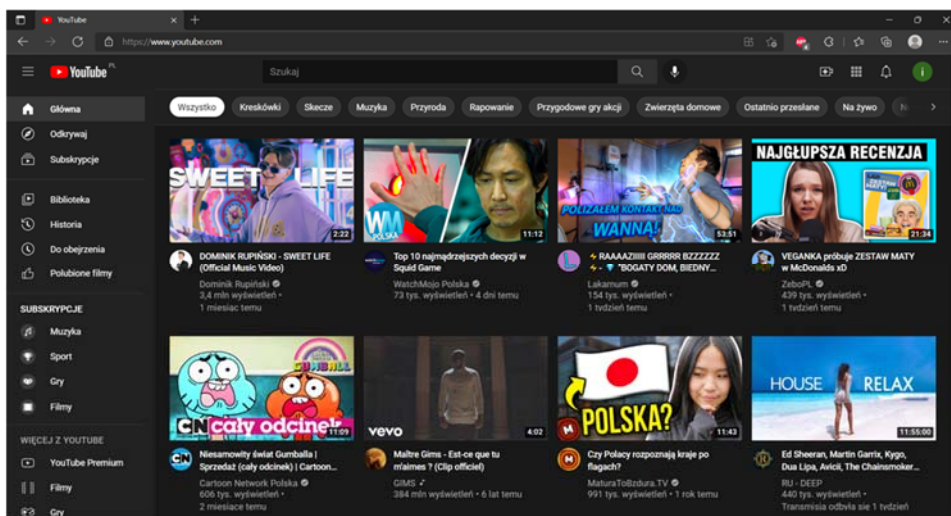 YouTube
https://www.youtube.com
YouTube PL
Szukaj
i
Wszystko
Kreskówki
Skecze
Muzyka
Przyroda
Rapowanie
Przygodowe gry akcji
Zwierzęta domowe
Ostatnio przesłane
Na żywo
Główna
Odkrywaj
Subskrypcje
Biblioteka
Historia
Do obejrzenia
Polubione filmy
SUBSKRYPCJE
Muzyka
Sport
Gry
Filmy
WIĘCEJ Z YOUTUBE
YouTube Premium
Filmy
Gry
SWEET LIFE
2:22
DOMINIK RUPIŃSKI - SWEET LIFE
(Official Music Video)
Dominik Rupiński
3,4 mln wyświetleń •
1 miesiąc temu
WM
POLSKA
11:12
Top 10 najmądrzejszych decyzji w
Squid Game
WatchMojo Polska
73 tys. wyświetleń • 4 dni temu
POLIZAŁEM KONTAKT NAD
WANNĄ!
53:51
RAAAAZIIIII GRRRRR BZZZZZZ
- "BOGATY DOM, BIEDNY...
Lakarnum
154 tys. wyświetleń •
1 tydzień temu
NAJGŁUPSZA RECENZJA
21:34
VEGANKA próbuje ZESTAW MATY
w McDonalds xD
ZeboPL
439 tys. wyświetleń •
1 tydzień temu
GUMBALL
CN cały odcinek
11:09
CN
Niesamowity świat Gumballa |
Sprzedaż (cały odcinek) | Cartoon...
Cartoon Network Polska
606 tys. wyświetleń •
2 miesiące temu
vevo
4:02
Maître Gims - Est-ce que tu
m'aimes ? (Clip officiel)
GIMS
384 mln wyświetleń • 6 lat temu
POLSKA?
11:43
Czy Polacy rozpoznają kraje po
flagach?
MaturaToBzdura.TV
991 tys. wyświetleń • 1 rok temu
HOUSE RELAX
11:55:00
Ed Sheeran, Martin Garrix, Kygo,
Dua Lipa, Avicii, The Chainsmoker...
RU - DEEP
440 tys. wyświetleń •
Transmisja odbyła się 1 tydzień